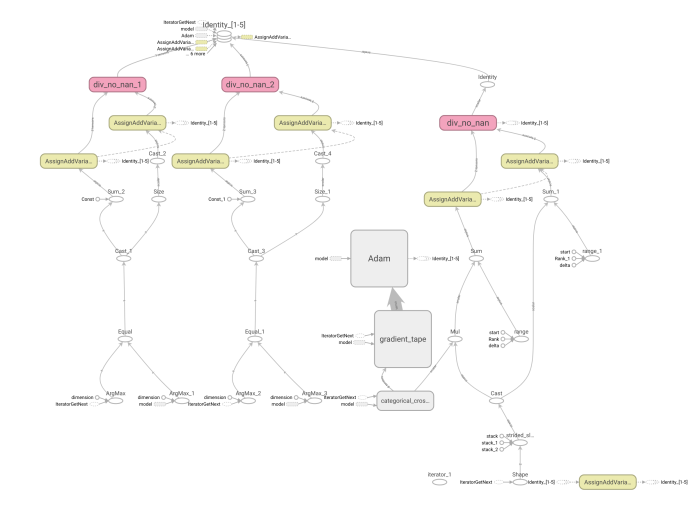 Identity_[1-5]
IteratorGetNext
model
Adam
AssignAddVaria...
AssignAddVaria...
... 6 more
AssignAddVaria...
Identity
div_no_nan_1
div_no_nan_2
div_no_nan
AssignAddVaria...
Identity_[1-5]
AssignAddVaria...
Identity_[1-5]
Identity_[1-5]
Cast_2
Cast_4
AssignAddVaria...
Identity_[1-5]
AssignAddVaria...
Identity_[1-5]
AssignAddVaria...
Identity_[1-5]
Const
Sum_2
Size
Const_1
Sum_3
Size_1
AssignAddVaria...
Identity_[1-5]
Sum_1
Cast_1
Cast_3
model
Adam
Identity_[1-5]
Sum
start
Rank_1
delta
range_1
Equal
Equal_1
IteratorGetNext
model
gradient_tape
Mul
start
Rank
delta
range
dimension
IteratorGetNext
ArgMax
dimension
model
ArgMax_1
dimension
IteratorGetNext
ArgMax_2
dimension
model
ArgMax_3
IteratorGetNext
model
categorical_cros...
Cast
stack
stack_1
stack_2
strided_sl...
iterator_1
IteratorGetNext
Shape
Identity_[1-5]
AssignAddVaria...
Identity_[1-5]